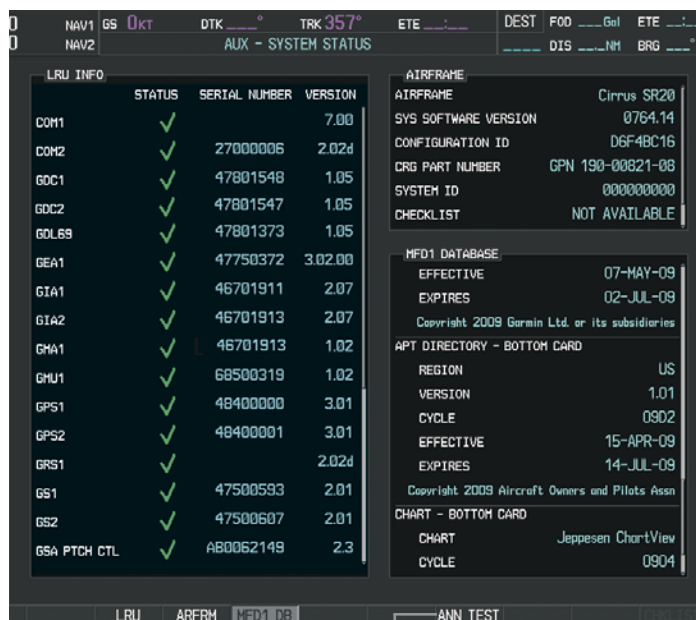 0 NAV1 GS 0KT DTK ___° TRK 357° ETE __:__ DEST FOD ___Gal ETE __:__
0 NAV2 AUX - SYSTEM STATUS ____ DIS __._NM BRG ___°
LRU INFO
STATUS SERIAL NUMBER VERSION
COM1 ✓ 7.00
COM2 ✓ 27000006 2.02d
GDC1 ✓ 47801548 1.05
GDC2 ✓ 47801547 1.05
GDL69 ✓ 47801373 1.05
GEA1 ✓ 47750372 3.02.00
GIA1 ✓ 46701911 2.07
GIA2 ✓ 46701913 2.07
GMA1 ✓ 46701913 1.02
GMU1 ✓ 68500319 1.02
GPS1 ✓ 48400000 3.01
GPS2 ✓ 48400001 3.01
GRS1 ✓ 2.02d
GS1 ✓ 47500593 2.01
GS2 ✓ 47500607 2.01
GSA PTCH CTL ✓ AB0062149 2.3
AIRFRAME
AIRFRAME Cirrus SR20
SYS SOFTWARE VERSION 0764.14
CONFIGURATION ID D6F4BC16
CRG PART NUMBER GPN 190-00821-08
SYSTEM ID 000000000
CHECKLIST NOT AVAILABLE
MFD1 DATABASE
EFFECTIVE 07-MAY-09
EXPIRES 02-JUL-09
Copyright 2009 Garmin Ltd. or its subsidiaries
APT DIRECTORY - BOTTOM CARD
REGION US
VERSION 1.01
CYCLE 09D2
EFFECTIVE 15-APR-09
EXPIRES 14-JUL-09
Copyright 2009 Aircraft Owners and Pilots Assn
CHART - BOTTOM CARD
CHART Jeppesen ChartView
CYCLE 0904
LRU ARFRM MFD1 DB ANN TEST